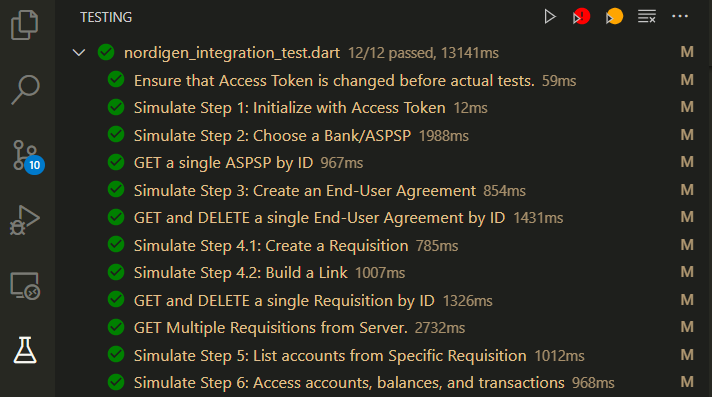 TESTING
nordigen_integration_test.dart 12/12 passed, 13141ms M
Ensure that Access Token is changed before actual tests. 59ms M
Simulate Step 1: Initialize with Access Token 12ms M
Simulate Step 2: Choose a Bank/ASPSP 1988ms M
GET a single ASPSP by ID 967ms M
10
Simulate Step 3: Create an End-User Agreement 854ms M
GET and DELETE a single End-User Agreement by ID 1431ms M
Simulate Step 4.1: Create a Requisition 785ms M
Simulate Step 4.2: Build a Link 1007ms M
GET and DELETE a single Requisition by ID 1326ms M
GET Multiple Requisitions from Server. 2732ms M
Simulate Step 5: List accounts from Specific Requisition 1012ms M
Simulate Step 6: Access accounts, balances, and transactions 968ms M